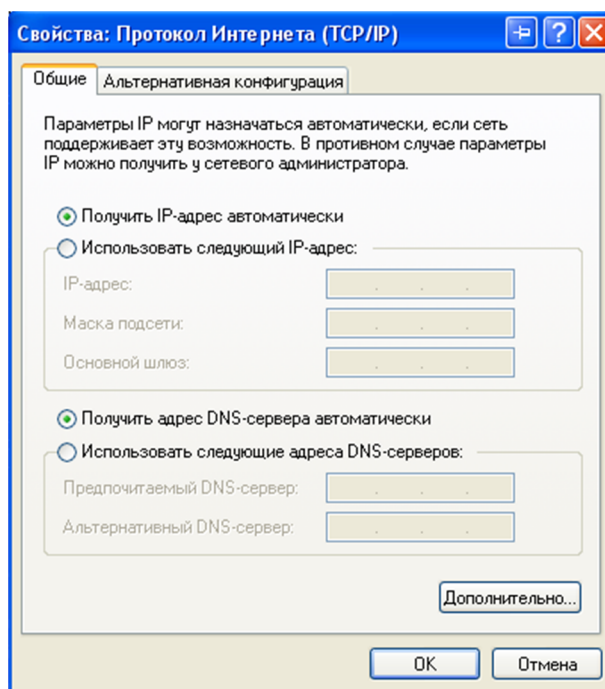 Свойства: Протокол Интернета (TCP/IP)
Общие
Альтернативная конфигурация
Параметры IP могут назначаться автоматически, если сеть
поддерживает эту возможность. В противном случае параметры
IP можно получить у сетевого администратора.
Получить IP-адрес автоматически
Использовать следующий IP-адрес:
IP-адрес:
Маска подсети:
Основной шлюз:
Получить адрес DNS-сервера автоматически
Использовать следующие адреса DNS-серверов:
Предпочитаемый DNS-сервер:
Альтернативный DNS-сервер:
Дополнительно...
OK
Отмена